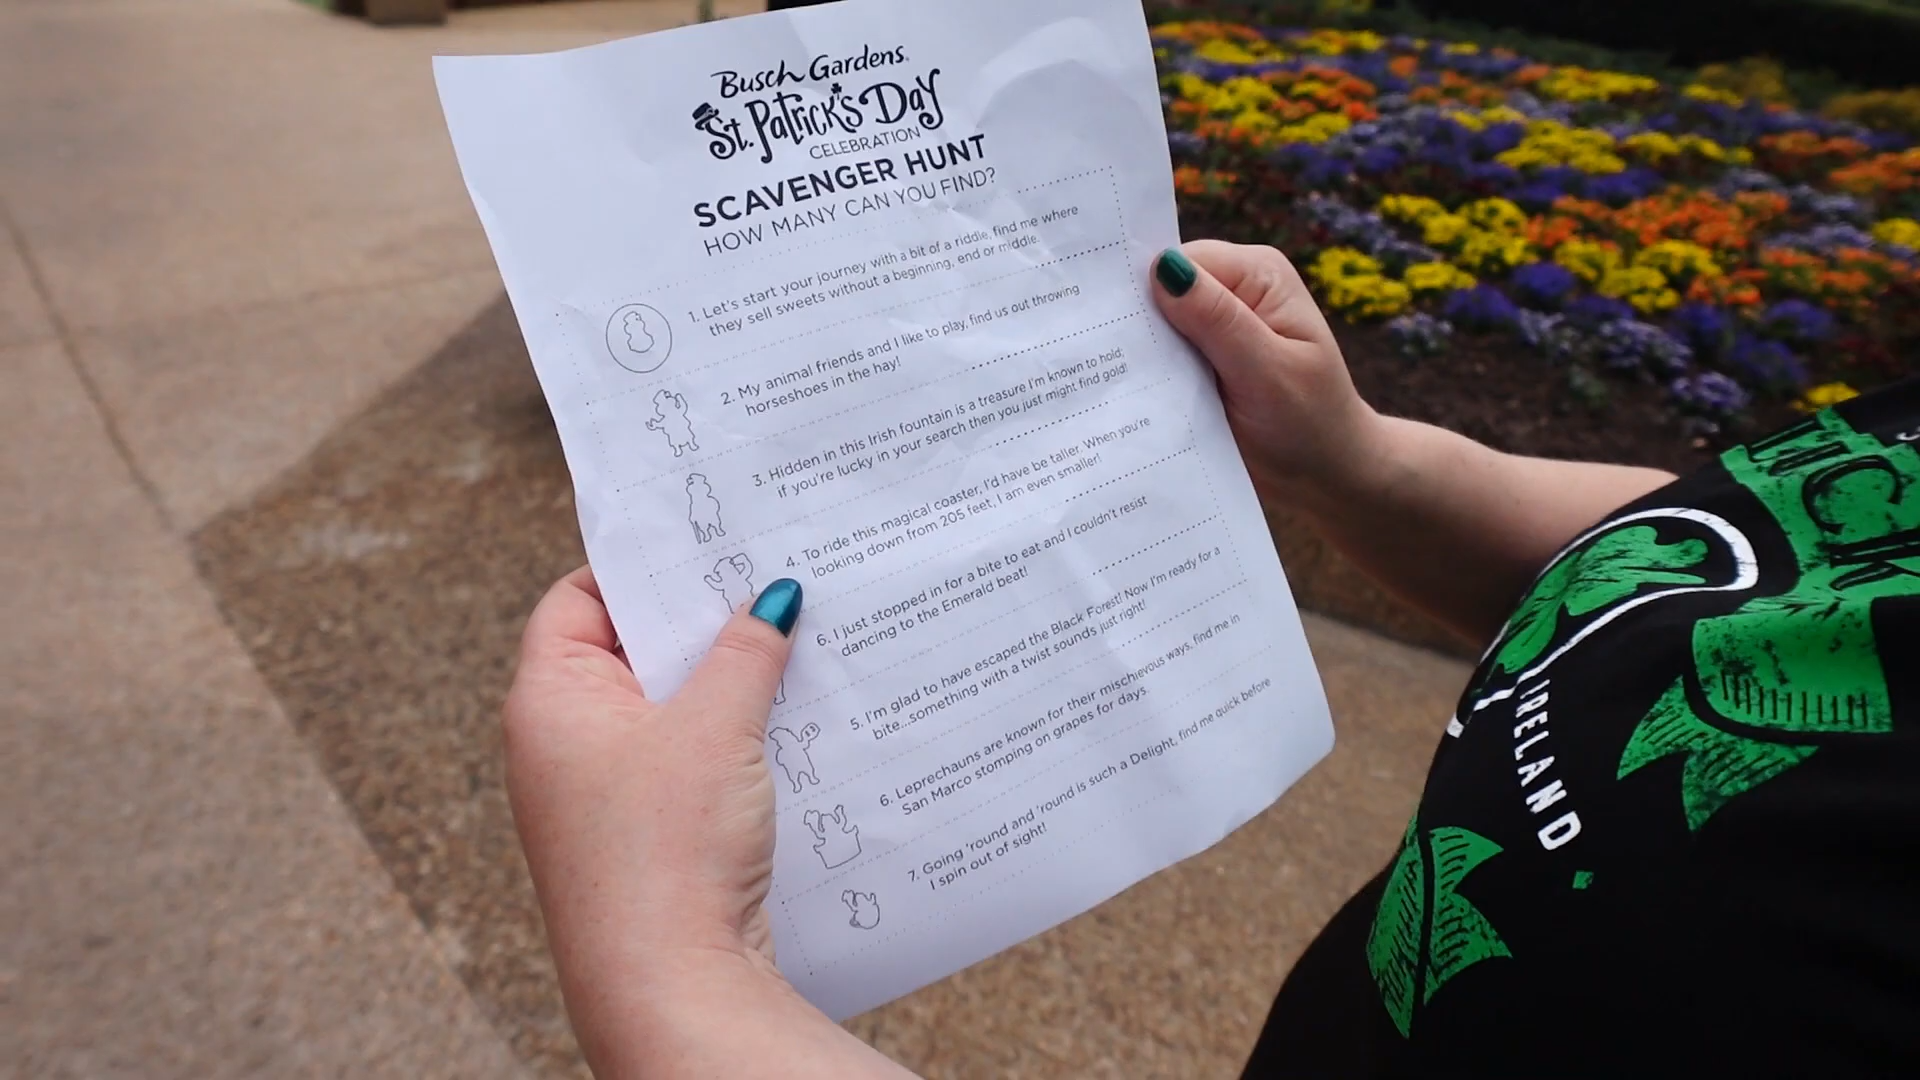 Busch Gardens
St. Patrick's Day
CELEBRATION
SCAVENGER HUNT
HOW MANY CAN YOU FIND?
1. Let's start your journey with a bit of a riddle, find me where
they sell sweets without a beginning, end or middle.
2. My animal friends and I like to play, find us out throwing
horseshoes in the hay!
3. Hidden in this Irish fountain is a treasure I'm known to hold;
if you're lucky in your search then you just might find gold!
4. To ride this magical coaster, I'd have be taller. When you're
looking down from 205 feet, I am even smaller!
6. I just stopped in for a bite to eat and I couldn't resist
dancing to the Emerald beat!
5. I'm glad to have escaped the Black Forest! Now I'm ready for a
bite...something with a twist sounds just right!
6. Leprechauns are known for their mischievous ways, find me in
San Marco stomping on grapes for days.
7. Going 'round and 'round is such a Delight, find me quick before
I spin out of sight!
IRELAND